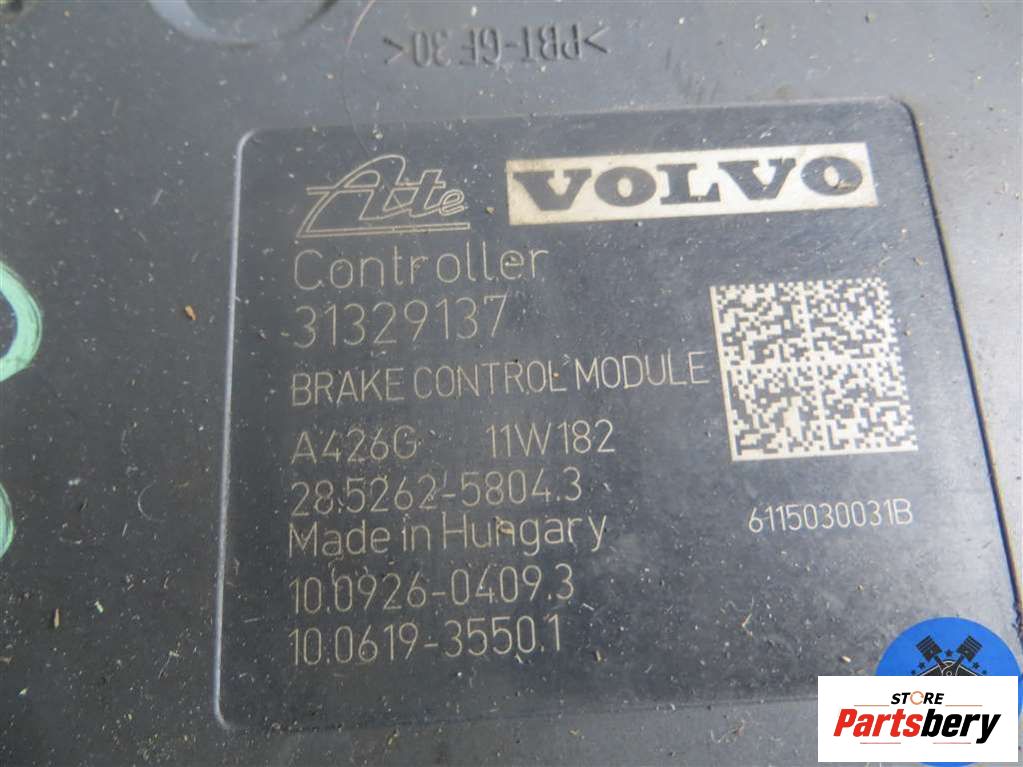 >PBT-GF30<
Ate VOLVO
Controller
31329137
BRAKE CONTROL MODULE
A426G 11W182
28.5262-5804.3
6115030031B
Made in Hungary
10.0926-0409.3
10.0619-3550.1
STORE
Partsbery